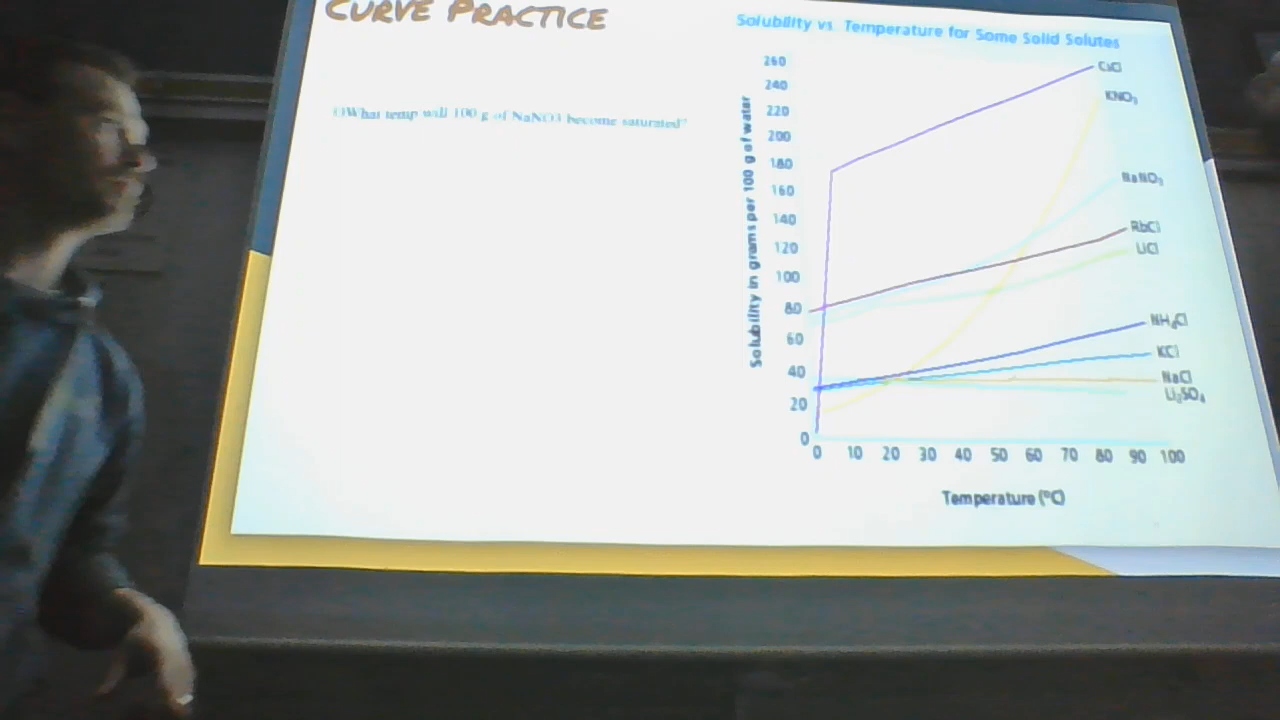 CURVE PRACTICE
1)What temp will 100 g of NaNO3 become saturated?
Solubility vs. Temperature for Some Solid Solutes
Solubility in grams per 100 g of water
260
240
220
200
180
160
140
120
100
80
60
40
20
0
CsCl
KNO₃
NaNO₃
RbCl
LiCl
NH₄Cl
KCl
NaCl
Li₂SO₄
0 10 20 30 40 50 60 70 80 90 100
Temperature (°C)